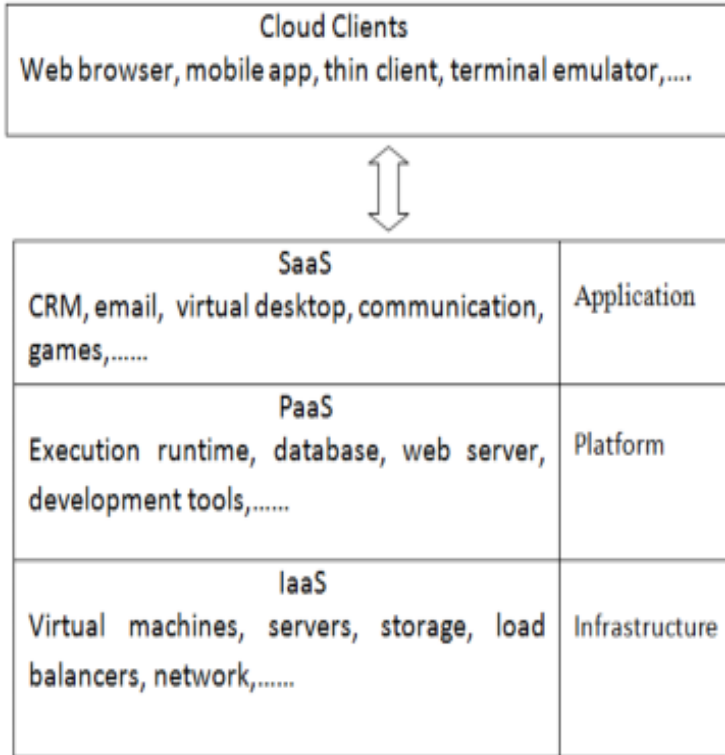 Cloud Clients
Web browser, mobile app, thin client, terminal emulator,....
SaaS
CRM, email, virtual desktop, communication,
games,......
Application
PaaS
Execution runtime, database, web server,
development tools,......
Platform
IaaS
Virtual machines, servers, storage, load
balancers, network,......
Infrastructure